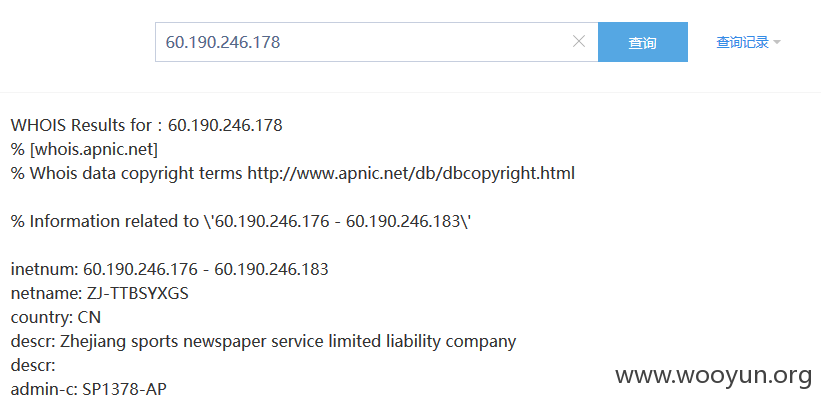 60.190.246.178
查询
查询记录
WHOIS Results for：60.190.246.178
% [whois.apnic.net]
% Whois data copyright terms http://www.apnic.net/db/dbcopyright.html
% Information related to \'60.190.246.176 - 60.190.246.183\'
inetnum: 60.190.246.176 - 60.190.246.183
netname: ZJ-TTBSYXGS
country: CN
descr: Zhejiang sports newspaper service limited liability company
descr:
admin-c: SP1378-AP
www.wooyun.org